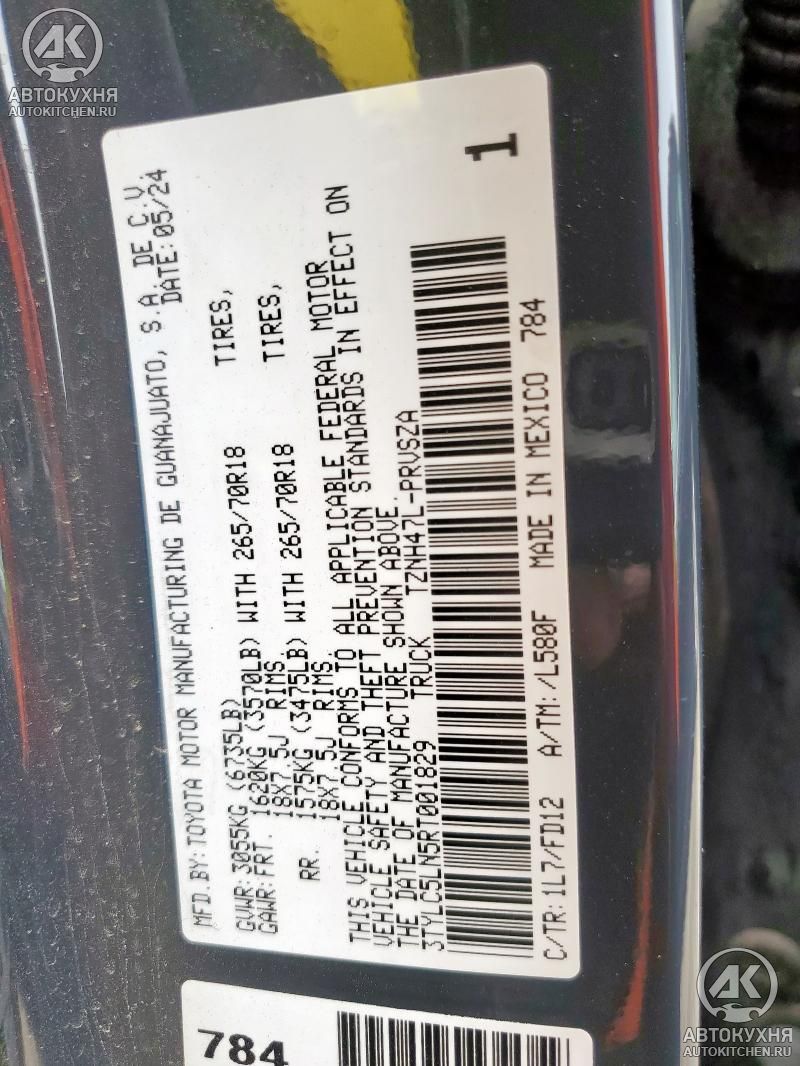 AK
АВТОКУХНЯ
AUTOKITCHEN.RU
MFD.BY:TOYOTA MOTOR MANUFACTURING DE GUANAJUATO, S.A. DE C.V.
DATE:05/24
GVWR:3055KG (6735LB)
GAWR:FRT. 1620KG (3570LB) WITH 265/70R18 TIRES,
18X7.5J RIMS.
RR. 1575KG (3475LB) WITH 265/70R18 TIRES,
18X7.5J RIMS.
THIS VEHICLE CONFORMS TO ALL APPLICABLE FEDERAL MOTOR
VEHICLE SAFETY AND THEFT PREVENTION STANDARDS IN EFFECT ON
THE DATE OF MANUFACTURE SHOWN ABOVE.
3TYLC5LN5RT001829 TRUCK TZNH47L-PRVSZA
1
C/TR:1L7/FD12 A/TM:/L580F MADE IN MEXICO 784
784
AK
АВТОКУХНЯ
AUTOKITCHEN.RU